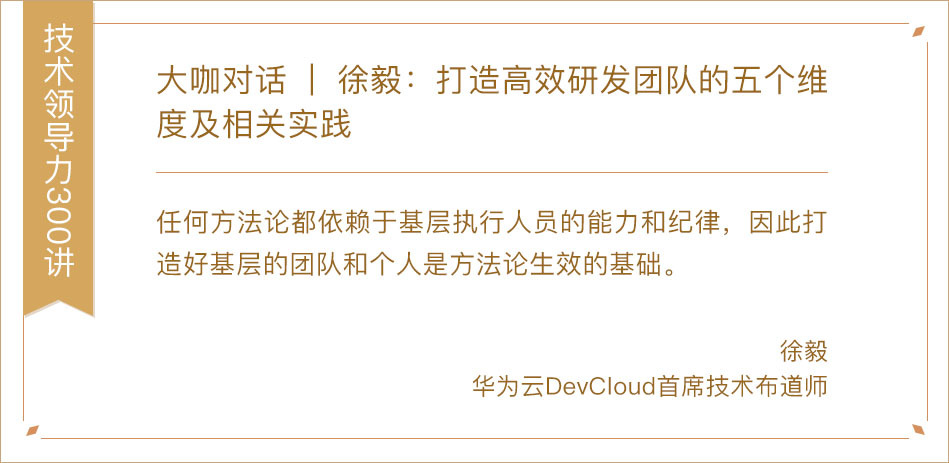 技术领导力300讲
大咖对话 | 徐毅：打造高效研发团队的五个维
度及相关实践
任何方法论都依赖于基层执行人员的能力和纪律，因此打
造好基层的团队和个人是方法论生效的基础。
徐毅
华为云DevCloud首席技术布道师